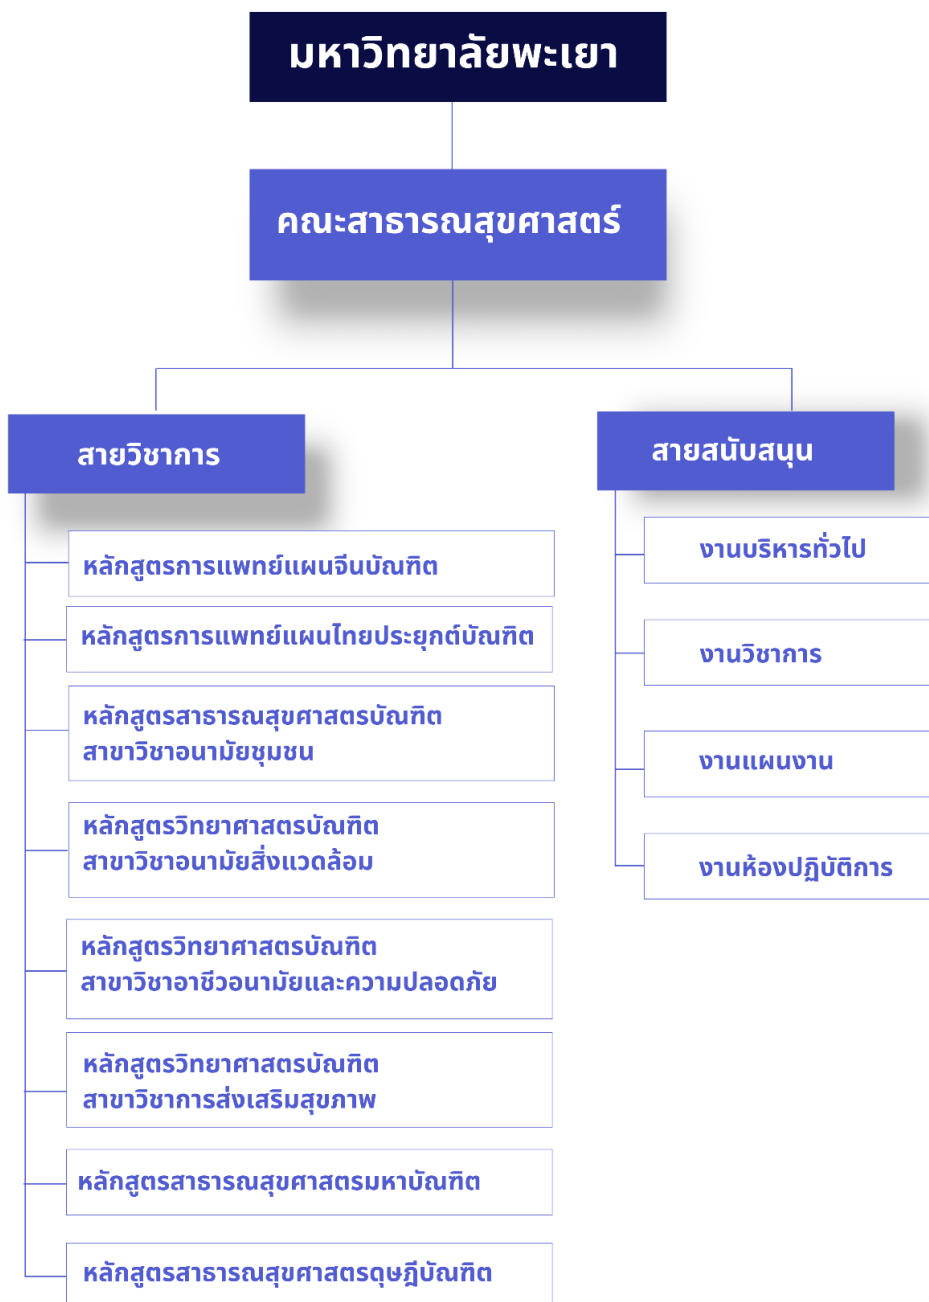 มหาวิทยาลัยพะเยา
คณะสาธารณสุขศาสตร์
สายวิชาการ
หลักสูตรการแพทย์แผนจีนบัณฑิต
หลักสูตรการแพทย์แผนไทยประยุกต์บัณฑิต
หลักสูตรสาธารณสุขศาสตรบัณฑิต
สาขาวิชาอนามัยชุมชน
หลักสูตรวิทยาศาสตรบัณฑิต
สาขาวิชาอนามัยสิ่งแวดล้อม
หลักสูตรวิทยาศาสตรบัณฑิต
สาขาวิชาอาชีวอนามัยและความปลอดภัย
หลักสูตรวิทยาศาสตรบัณฑิต
สาขาวิชาการส่งเสริมสุขภาพ
หลักสูตรสาธารณสุขศาสตรมหาบัณฑิต
หลักสูตรสาธารณสุขศาสตรดุษฎีบัณฑิต
สายสนับสนุน
งานบริหารทั่วไป
งานวิชาการ
งานแผนงาน
งานห้องปฏิบัติการ